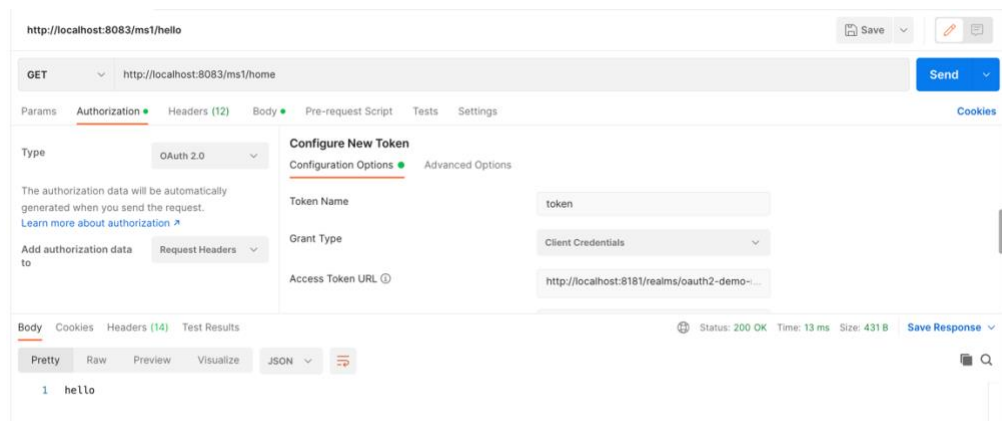 http://localhost:8083/ms1/hello
Save
GET http://localhost:8083/ms1/home Send
Params Authorization Headers (12) Body Pre-request Script Tests Settings Cookies
Type OAuth 2.0
The authorization data will be automatically
generated when you send the request.
Learn more about authorization ↗
Add authorization data
to
Request Headers
Configure New Token
Configuration Options Advanced Options
Token Name token
Grant Type Client Credentials
Access Token URL http://localhost:8181/realms/oauth2-demo-...
Body Cookies Headers (14) Test Results Status: 200 OK Time: 13 ms Size: 431 B Save Response
Pretty Raw Preview Visualize JSON
1 hello